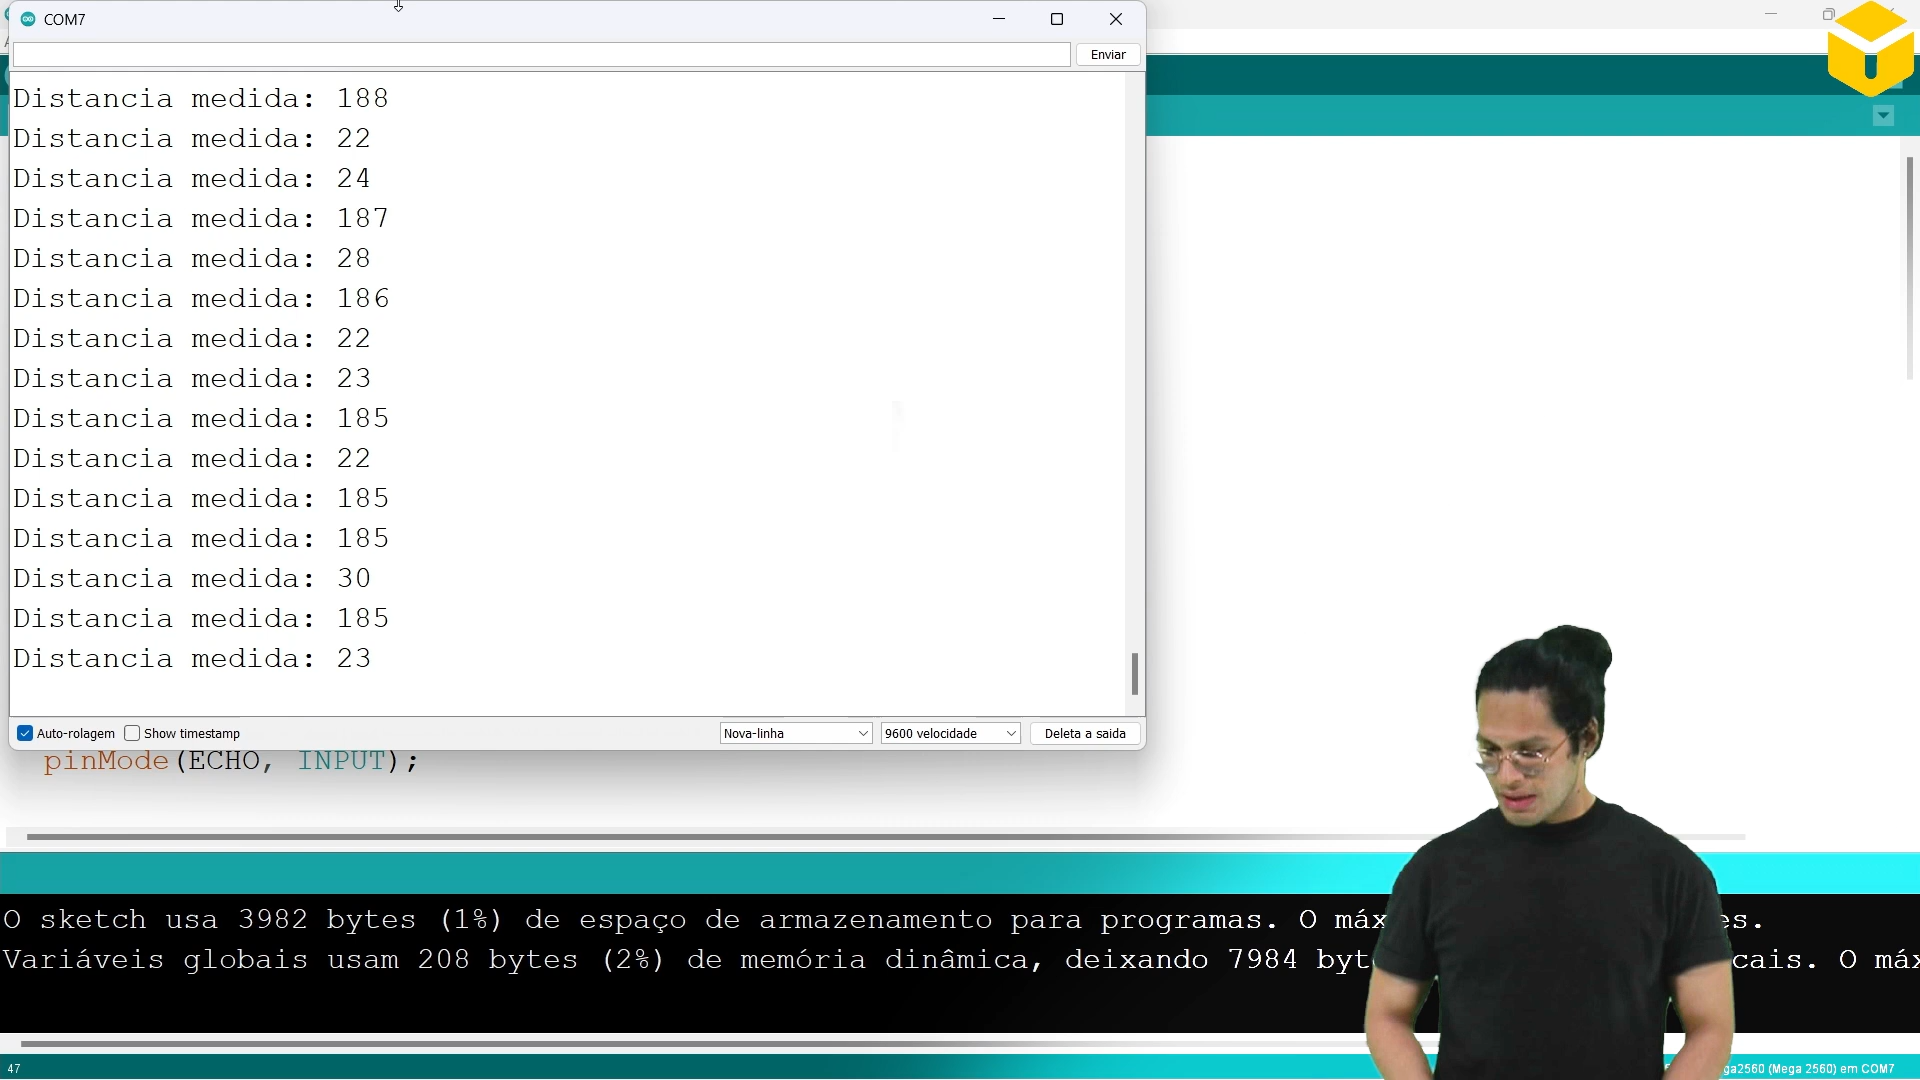 COM7
Enviar
Distancia medida: 188
Distancia medida: 22
Distancia medida: 24
Distancia medida: 187
Distancia medida: 28
Distancia medida: 186
Distancia medida: 22
Distancia medida: 23
Distancia medida: 185
Distancia medida: 22
Distancia medida: 185
Distancia medida: 185
Distancia medida: 30
Distancia medida: 185
Distancia medida: 23
Auto-rolagem Show timestamp Nova-linha 9600 velocidade Deleta a saida
pinMode(ECHO, INPUT);
O sketch usa 3982 bytes (1%) de espaço de armazenamento para programas. O máx es.
Variáveis globais usam 208 bytes (2%) de memória dinâmica, deixando 7984 byt cais. O máx
47 ga2560 (Mega 2560) em COM7